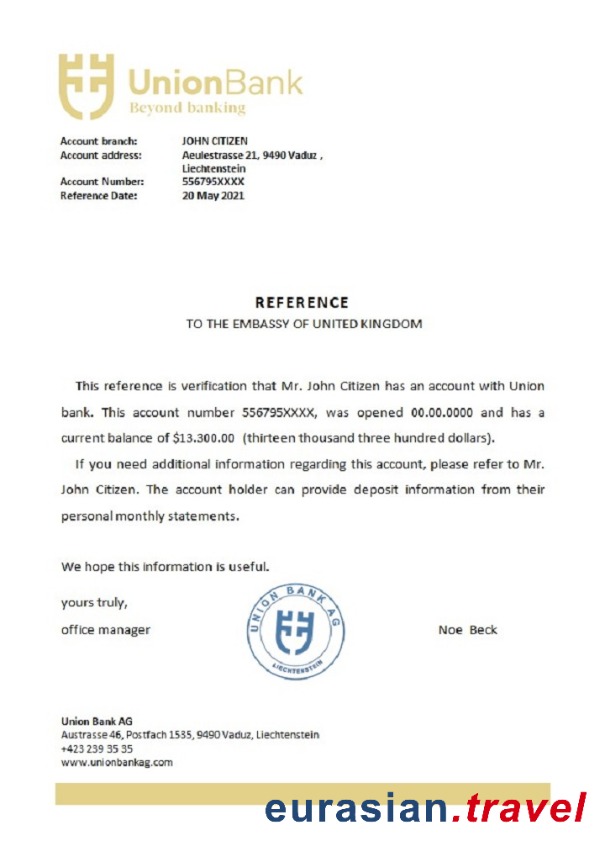 UnionBank
Beyond banking
Account branch: JOHN CITIZEN
Account address: Aeulestrasse 21, 9490 Vaduz ,
Liechtenstein
Account Number: 556795XXXX
Reference Date: 20 May 2021
REFERENCE
TO THE EMBASSY OF UNITED KINGDOM
This reference is verification that Mr. John Citizen has an account with Union
bank. This account number 556795XXXX, was opened 00.00.0000 and has a
current balance of $13.300.00 (thirteen thousand three hundred dollars).
If you need additional information regarding this account, please refer to Mr.
John Citizen. The account holder can provide deposit information from their
personal monthly statements.
We hope this information is useful.
yours truly,
office manager
UNION BANK AG
LIECHTENSTEIN
Noe Beck
Union Bank AG
Austrasse 46, Postfach 1535, 9490 Vaduz, Liechtenstein
+423 239 35 35
www.unionbankag.com
eurasian.travel